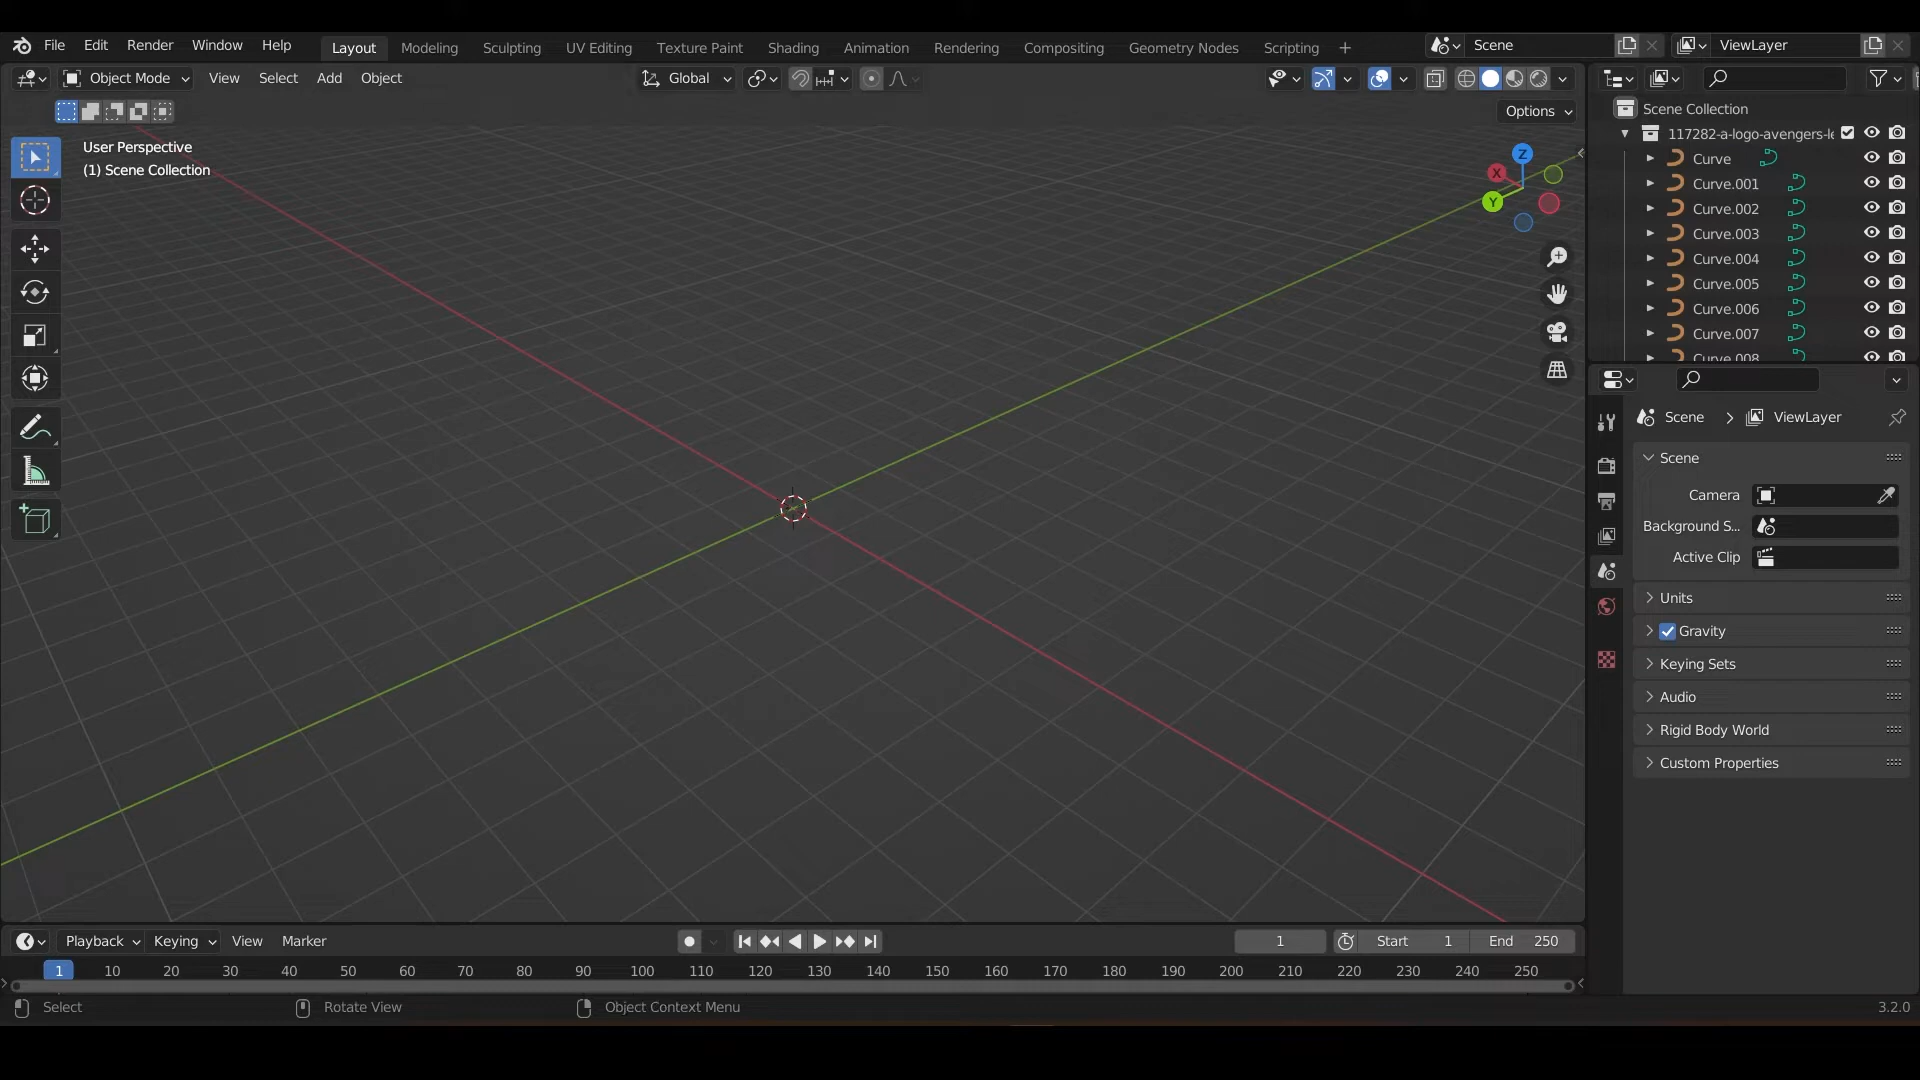 File Edit Render Window Help Layout Modeling Sculpting UV Editing Texture Paint Shading Animation Rendering Compositing Geometry Nodes Scripting + Scene ViewLayer
Object Mode View Select Add Object Global
Options
User Perspective
(1) Scene Collection
Z
X
Y
Scene Collection
117282-a-logo-avengers-l
Curve
Curve.001
Curve.002
Curve.003
Curve.004
Curve.005
Curve.006
Curve.007
Curve.008
Scene ViewLayer
Scene
Camera
Background S...
Active Clip
Units
Gravity
Keying Sets
Audio
Rigid Body World
Custom Properties
Playback Keying View Marker 1 Start 1 End 250
1 10 20 30 40 50 60 70 80 90 100 110 120 130 140 150 160 170 180 190 200 210 220 230 240 250
Select Rotate View Object Context Menu 3.2.0